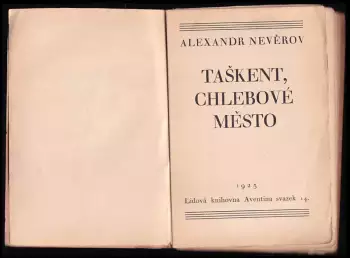 ALEXANDR NEVĚROV
TAŠKENT,
CHLEBOVÉ
MĚSTO
1925
Lidová knihovna Aventina svazek 14.